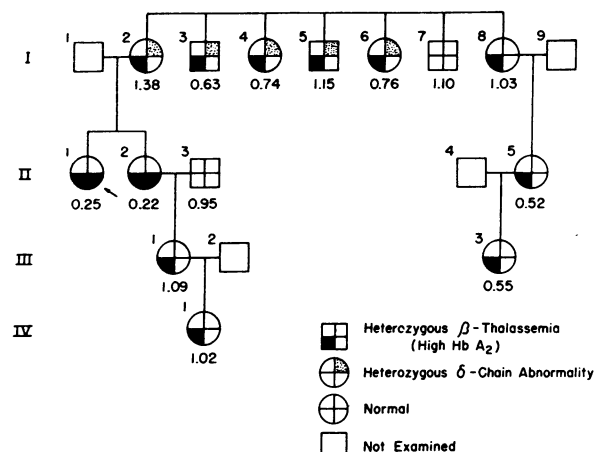 I
1 2 3 4 5 6 7 8 9
1.38 0.63 0.74 1.15 0.76 1.10 1.03
II
1 2 3 4 5
0.25 0.22 0.95 0.52
III
1 2 3
1.09 0.55
IV
1
1.02
Heterozygous β-Thalassemia
(High Hb A₂)
Heterozygous δ-Chain Abnormality
Normal
Not Examined